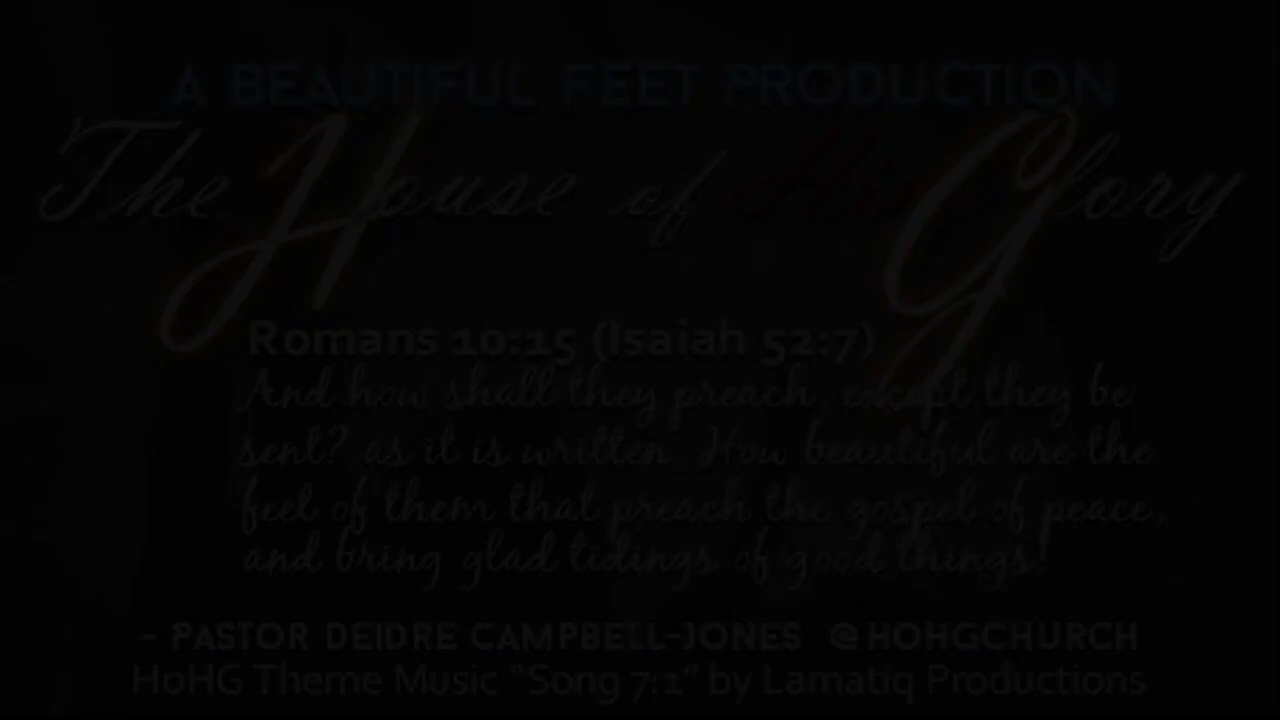 A BEAUTIFUL FEET PRODUCTION
The House of His Glory
Romans 10:15 (Isaiah 52:7)
And how shall they preach, except they be
sent? as it is written, How beautiful are the
feet of them that preach the gospel of peace,
and bring glad tidings of good things!
- PASTOR DEIDRE CAMPBELL-JONES @HOHGCHURCH
HoHG Theme Music "Song 7:1" by Lamatiq Productions